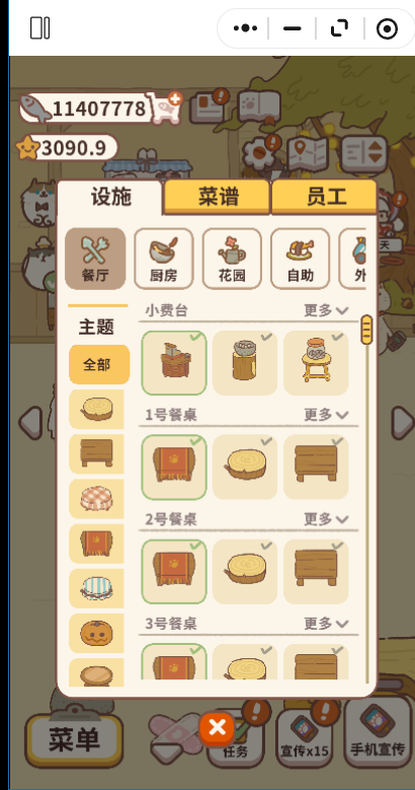 11407778
3090.9
设施
菜谱
员工
天
餐厅
厨房
花园
自助
外
主题
全部
小费台
更多
1号餐桌
更多
2号餐桌
更多
3号餐桌
更多
菜单
任务
宣传x15
手机宣传